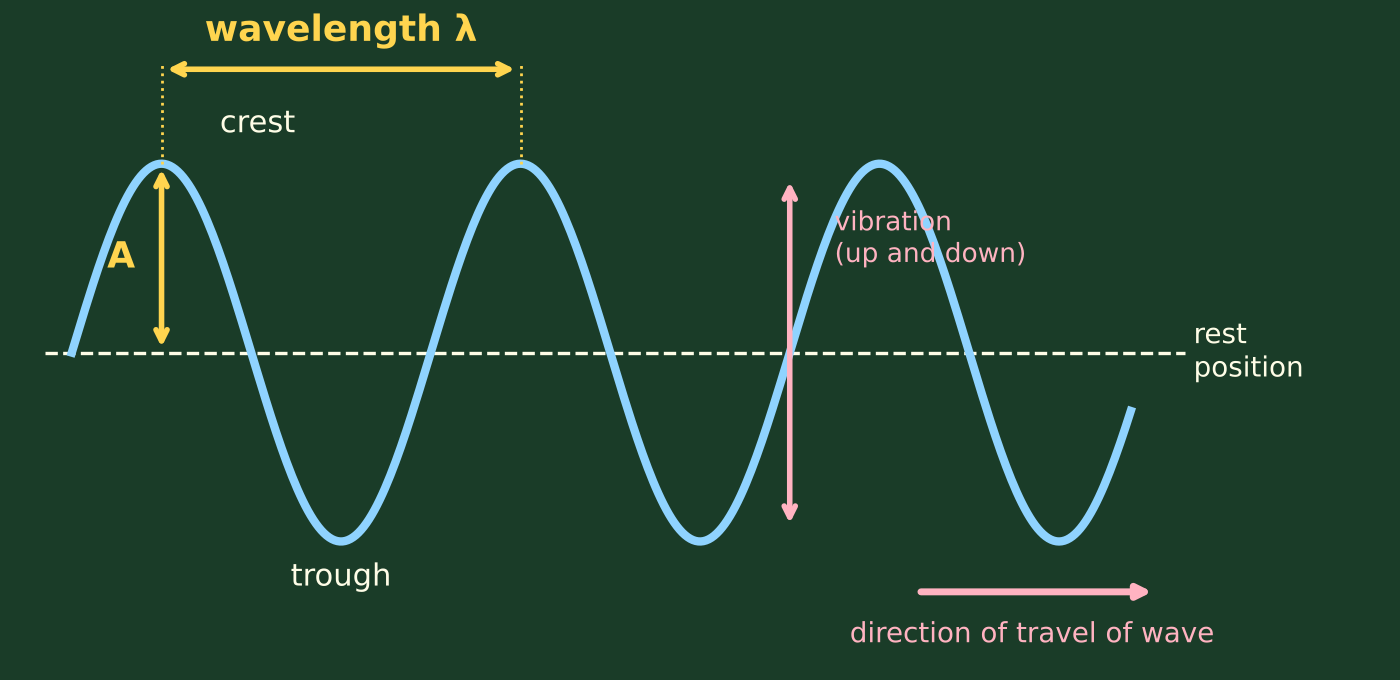 wavelength λ
crest
A
vibration
(up and down)
rest
position
trough
direction of travel of wave